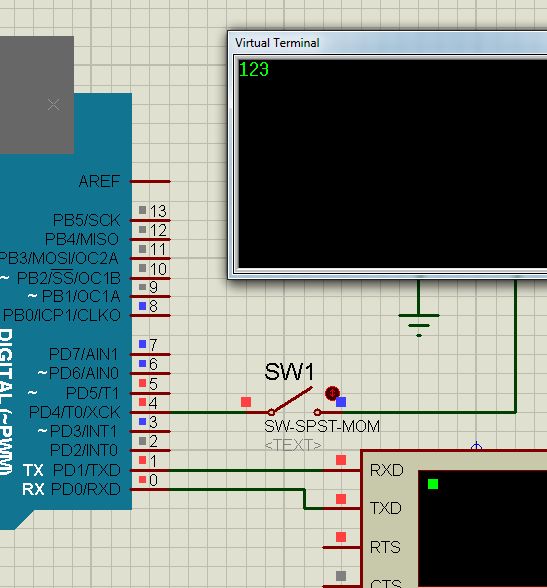 Virtual Terminal
123
AREF
PB5/SCK 13
PB4/MISO 12
PB3/MOSI/OC2A 11
~ PB2/SS/OC1B 10
~ PB1/OC1A 9
PB0/ICP1/CLKO 8
PD7/AIN1 7
~ PD6/AIN0 6
~ PD5/T1 5
PD4/T0/XCK 4
~ PD3/INT1 3
PD2/INT0 2
TX PD1/TXD 1
RX PD0/RXD 0
DIGITAL (~PWM)
SW1
SW-SPST-MOM
<TEXT>
RXD
TXD
RTS
CTS